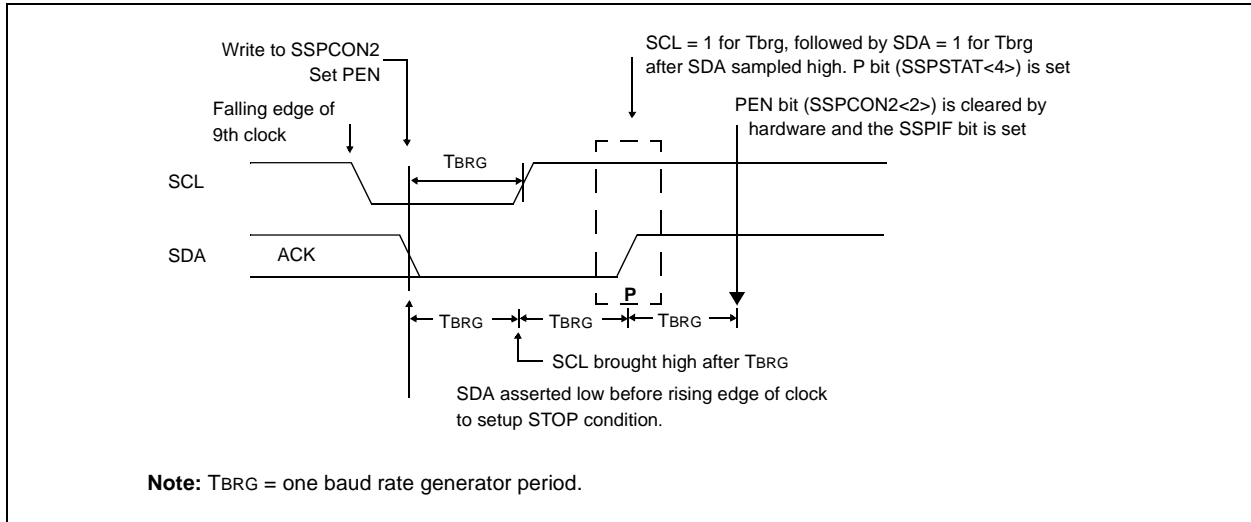 Write to SSPCON2
Set PEN
SCL = 1 for Tbrg, followed by SDA = 1 for Tbrg
after SDA sampled high. P bit (SSPSTAT<4>) is set
Falling edge of
9th clock
PEN bit (SSPCON2<2>) is cleared by
hardware and the SSPIF bit is set
TBRG
SCL
SDA
ACK
P
TBRG
TBRG
TBRG
SCL brought high after TBRG
SDA asserted low before rising edge of clock
to setup STOP condition.
Note: TBRG = one baud rate generator period.